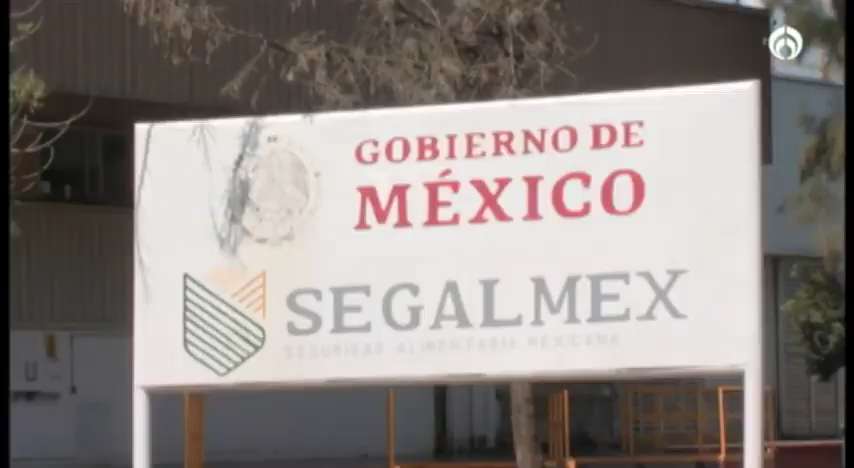 GOBIERNO DE
MÉXICO
SEGALMEX
SEGURIDAD ALIMENTARIA MEXICANA